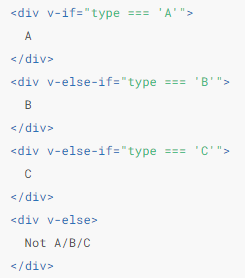 <div v-if="type === 'A'">
  A
</div>
<div v-else-if="type === 'B'">
  B
</div>
<div v-else-if="type === 'C'">
  C
</div>
<div v-else>
  Not A/B/C
</div>